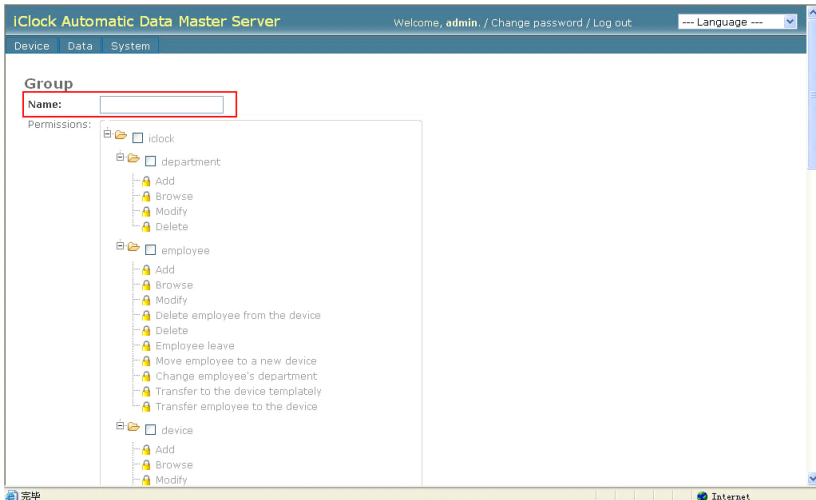 iClock Automatic Data Master Server
Welcome, admin. / Change password / Log out
--- Language ---
Device
Data
System
Group
Name:
Permissions:
iclock
department
Add
Browse
Modify
Delete
employee
Add
Browse
Modify
Delete employee from the device
Delete
Employee leave
Move employee to a new device
Change employee's department
Transfer to the device templately
Transfer employee to the device
device
Add
Browse
Modify
完毕
Internet